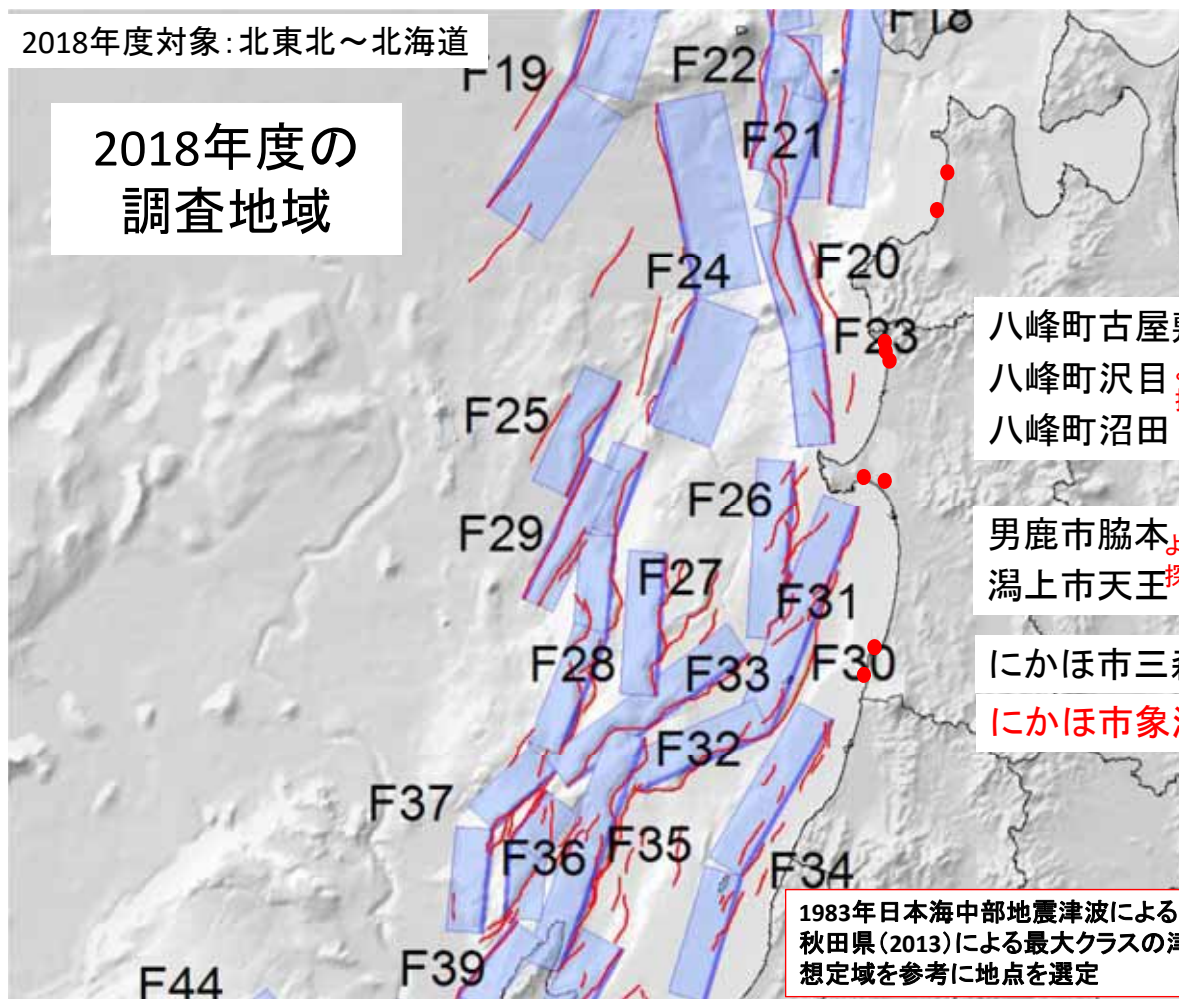 2018年度対象：北東北～北海道
2018年度の
調査地域
F18
F19
F22
F21
F24
F20
F23
F25
F26
F29
F27
F31
F28
F33
F30
F32
F37
F36
F35
F34
F39
F44
八峰町古屋
八峰町沢目
八峰町沼田
男鹿市脇本
潟上市天王
にかほ市三
にかほ市象
1983年日本海中部地震津波による
秋田県（2013）による最大クラスの
想定域を参考に地点を選定